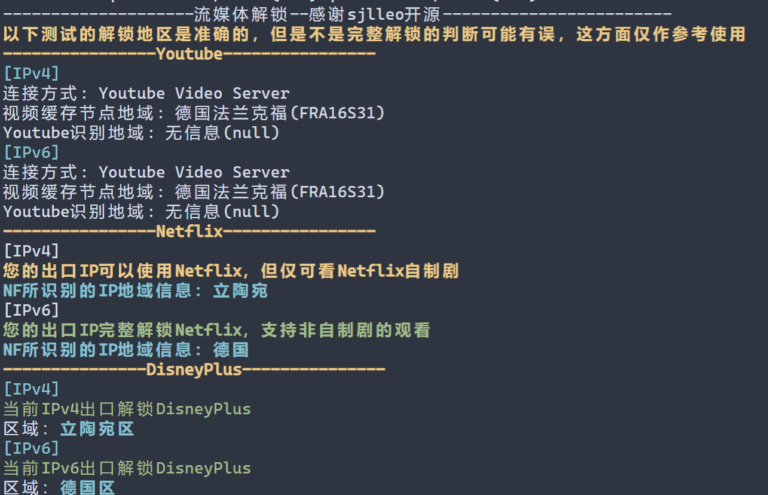 --------------------流媒体解锁--感谢sjlleo开源------------------------
以下测试的解锁地区是准确的，但是不是完整解锁的判断可能有误，这方面仅作参考使用
----------------Youtube----------------
[IPv4]
连接方式: Youtube Video Server
视频缓存节点地域: 德国法兰克福(FRA16S31)
Youtube识别地域: 无信息(null)
[IPv6]
连接方式: Youtube Video Server
视频缓存节点地域: 德国法兰克福(FRA16S31)
Youtube识别地域: 无信息(null)
----------------Netflix----------------
[IPv4]
您的出口IP可以使用Netflix，但仅可看Netflix自制剧
NF所识别的IP地域信息: 立陶宛
[IPv6]
您的出口IP完整解锁Netflix，支持非自制剧的观看
NF所识别的IP地域信息: 德国
---------------DisneyPlus---------------
[IPv4]
当前IPv4出口解锁DisneyPlus
区域: 立陶宛区
[IPv6]
当前IPv6出口解锁DisneyPlus
区域: 德国区